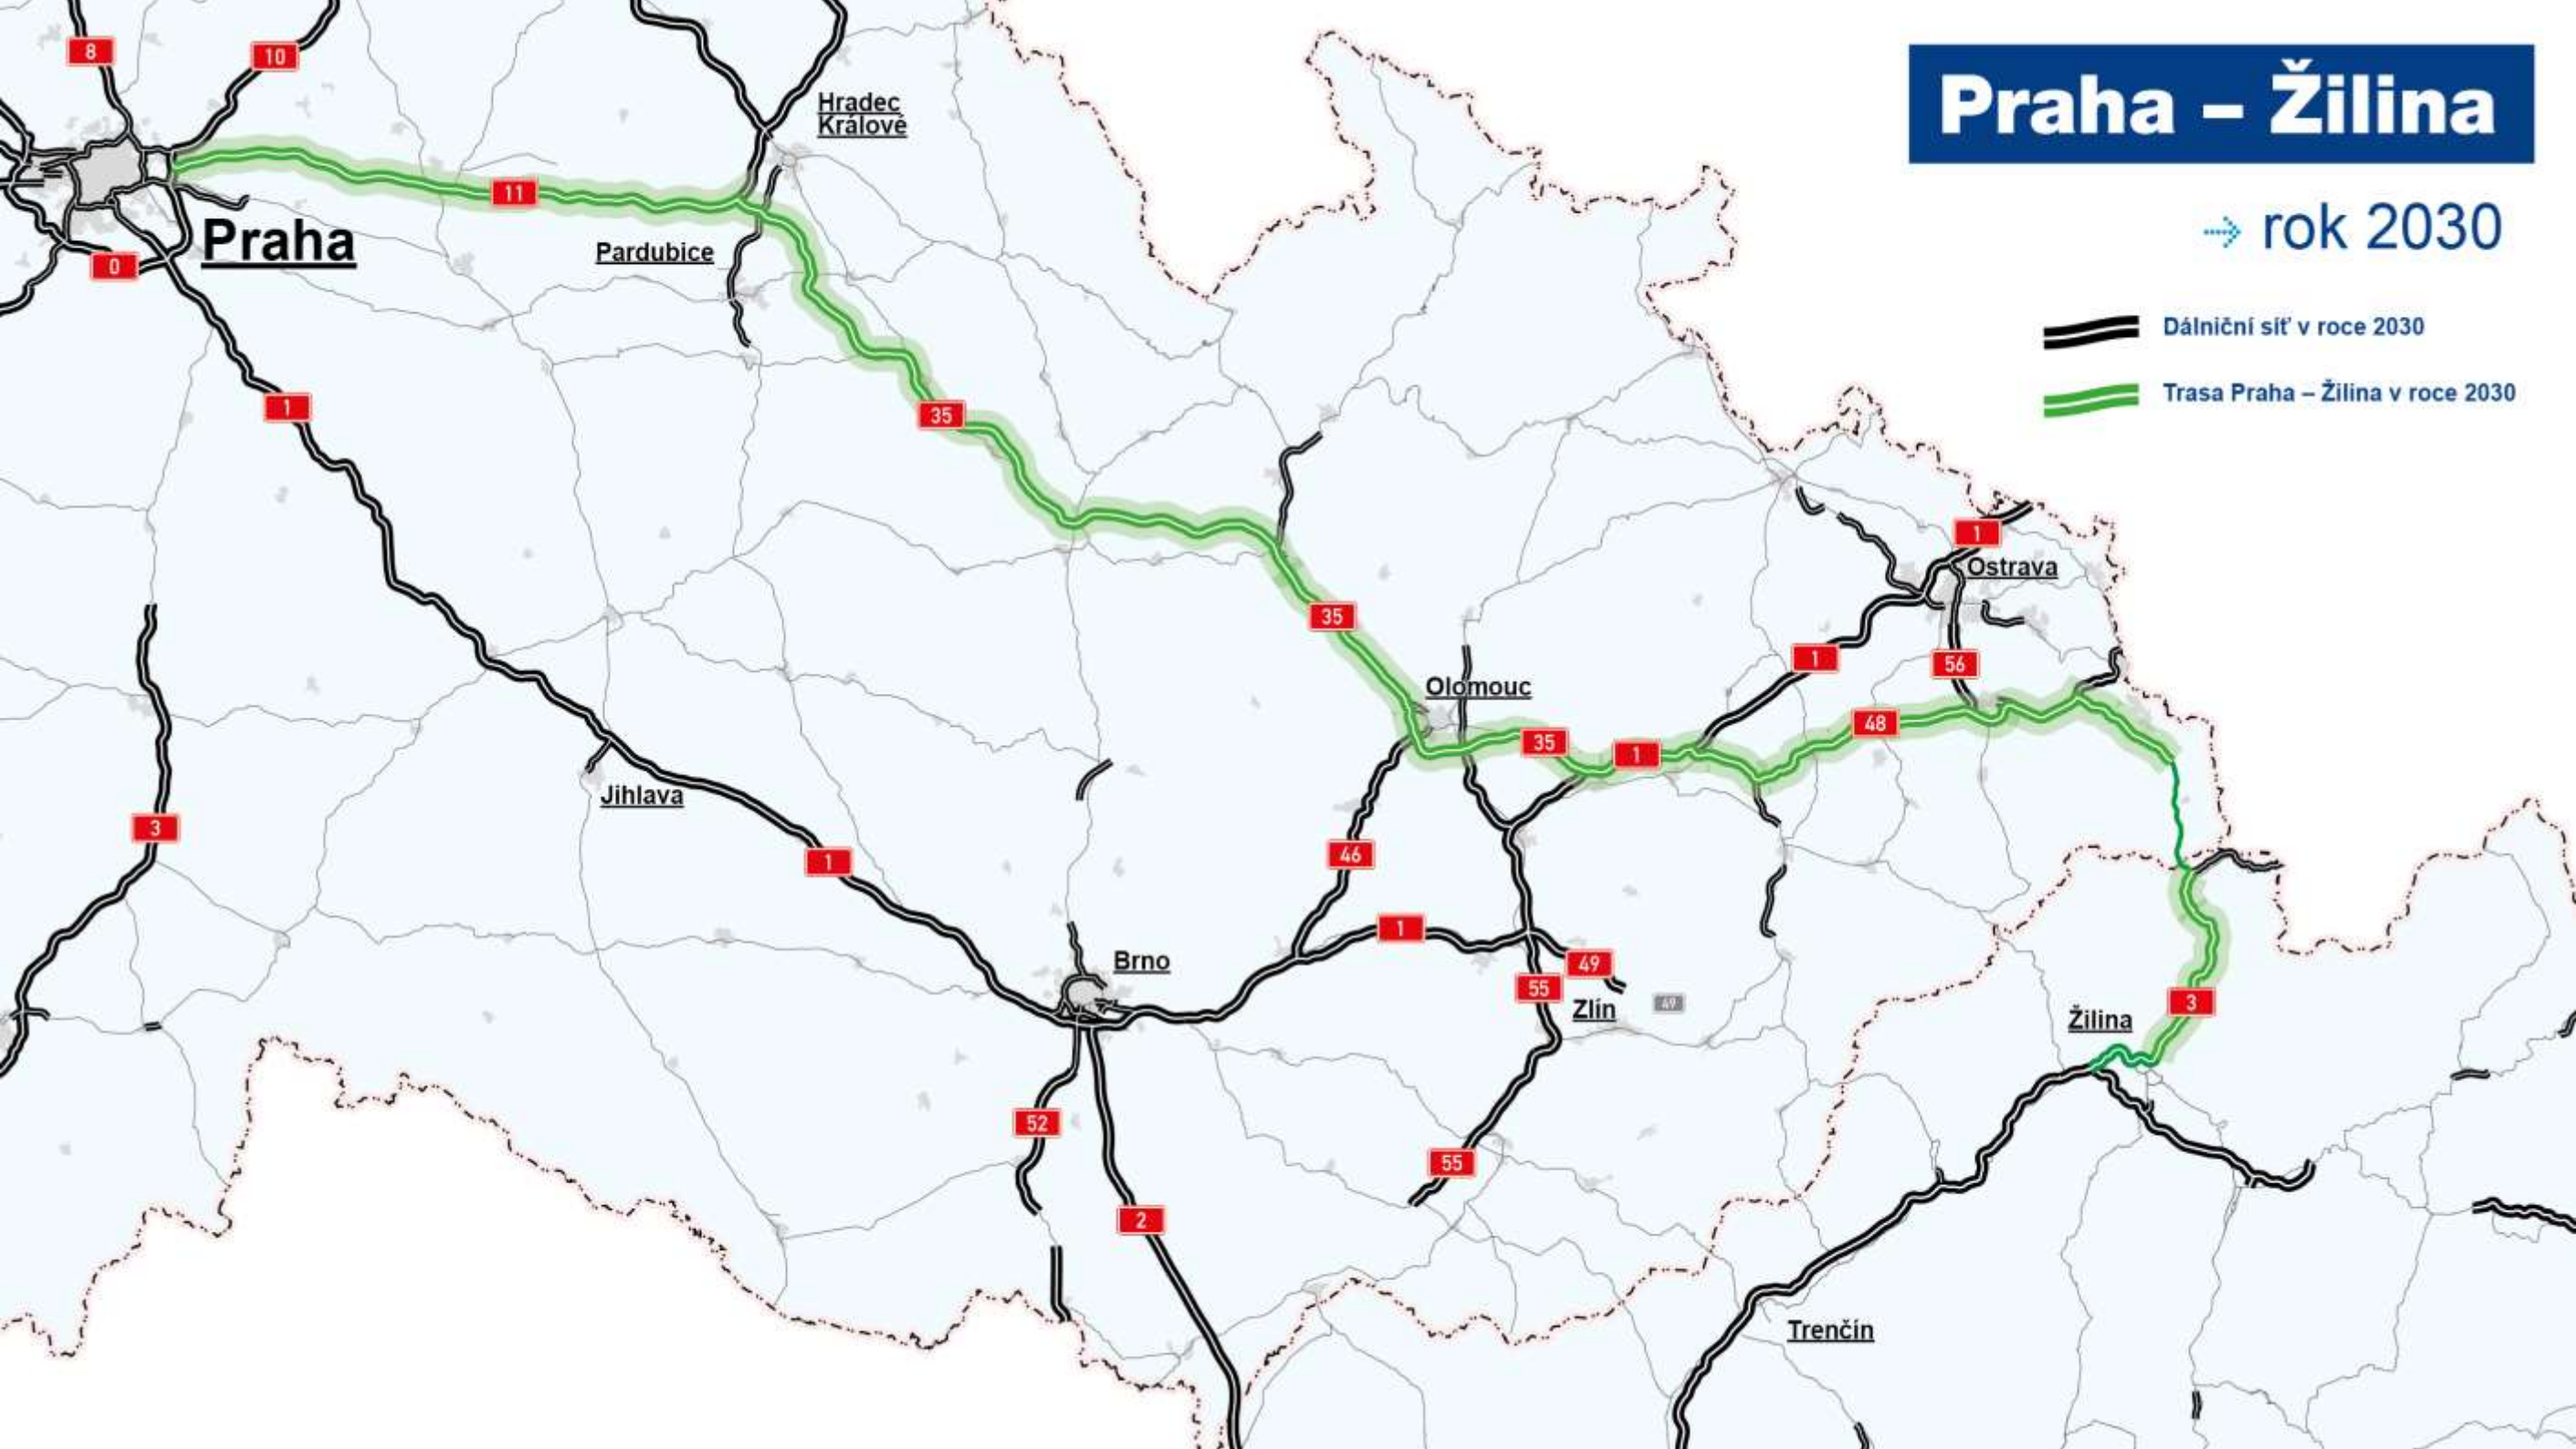 Praha – Žilina
rok 2030
Dálniční síť v roce 2030
Trasa Praha – Žilina v roce 2030
8
10
Hradec
Králové
11
Praha
Pardubice
0
1
35
1
Ostrava
35
1
56
Olomouc
48
35
1
Jihlava
3
46
1
1
Brno
49
55
49
Zlín
3
Žilina
52
55
2
Trenčín